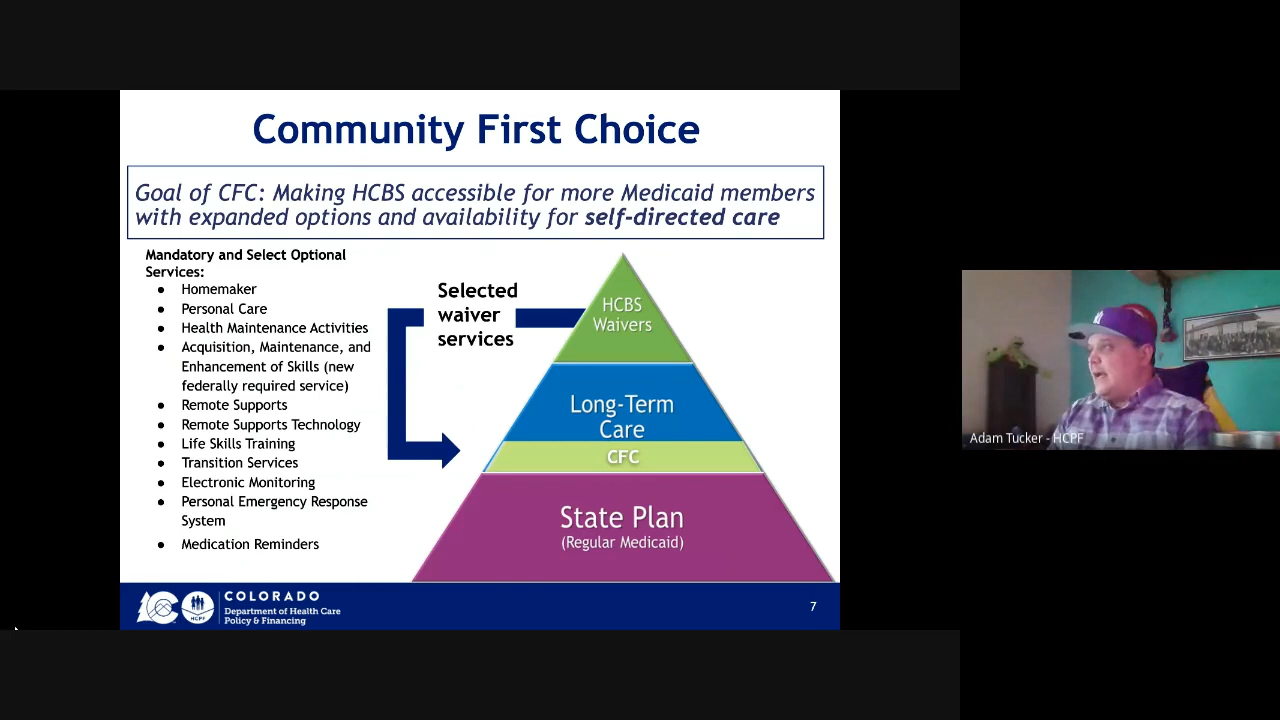 Community First Choice
Goal of CFC: Making HCBS accessible for more Medicaid members
with expanded options and availability for self-directed care
Mandatory and Select Optional
Services:
● Homemaker
● Personal Care
● Health Maintenance Activities
● Acquisition, Maintenance, and
Enhancement of Skills (new
federally required service)
● Remote Supports
● Remote Supports Technology
● Life Skills Training
● Transition Services
● Electronic Monitoring
● Personal Emergency Response
System
● Medication Reminders
Selected
waiver
services
HCBS
Waivers
Long-Term
Care
CFC
State Plan
(Regular Medicaid)
HCPF
COLORADO
Department of Health Care
Policy & Financing
7
Adam Tucker - HCPF